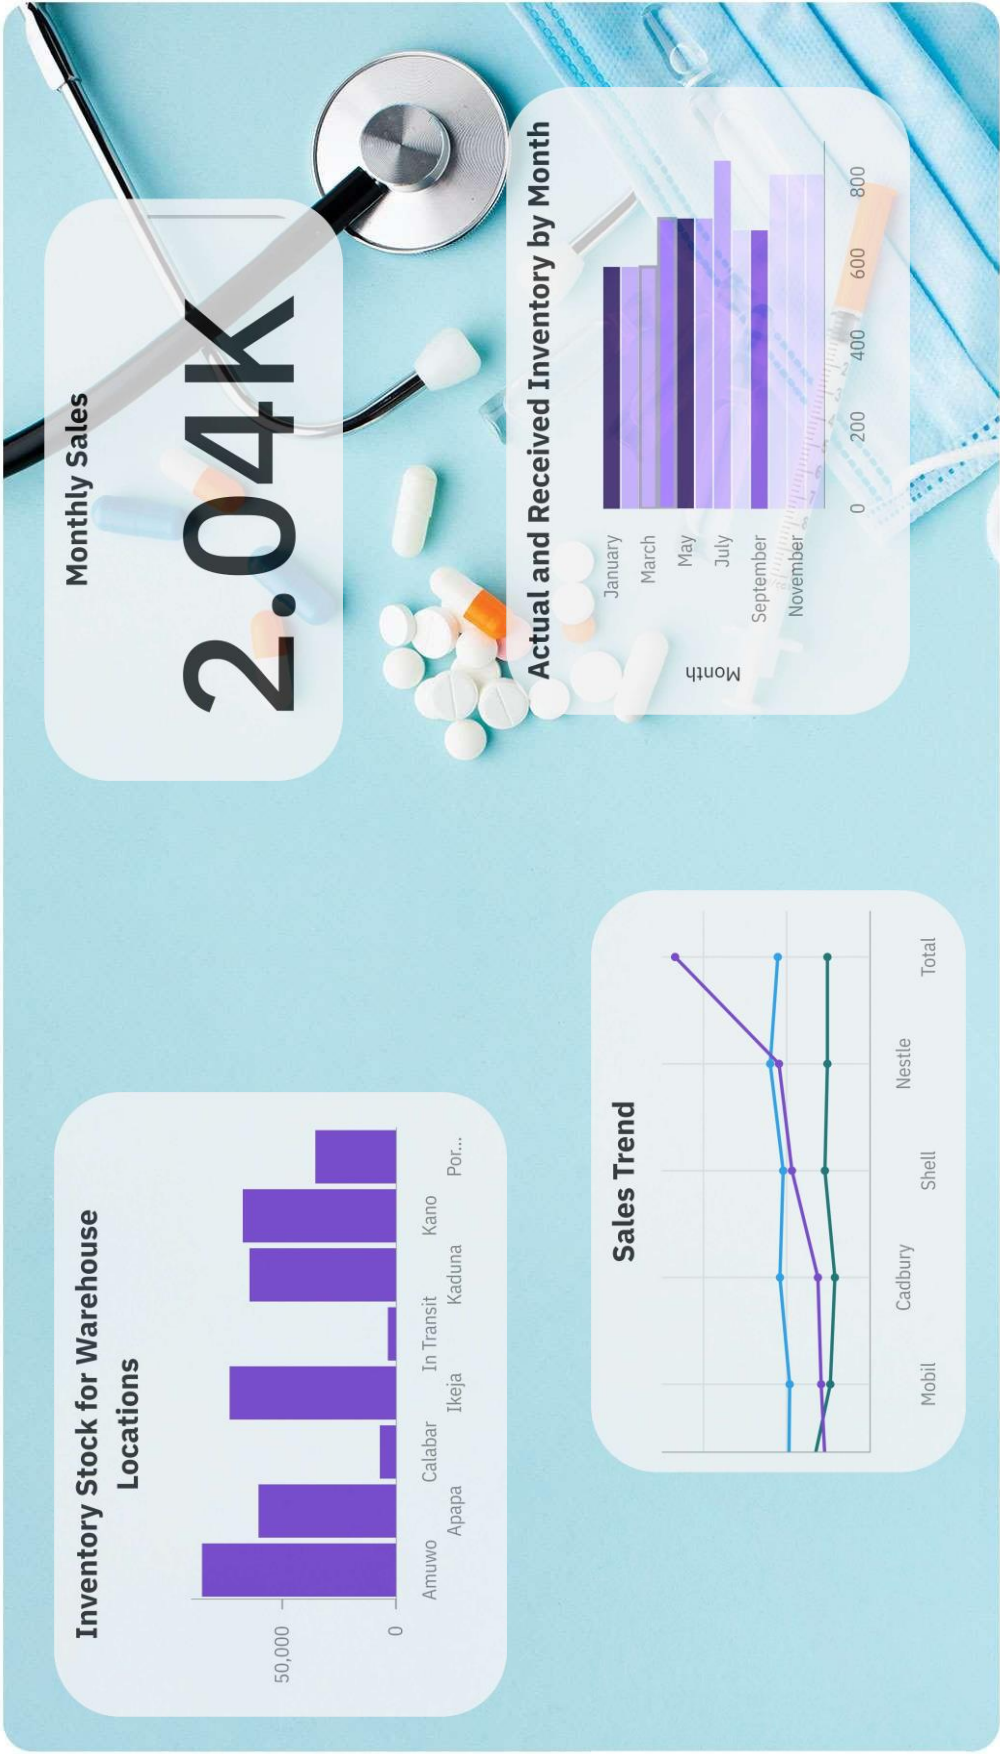 Inventory Stock for Warehouse
Locations
50,000
0
Amuwo
Apapa
Calabar
Ikeja
In Transit
Kaduna
Kano
Por...
Monthly Sales
2.04K
Sales Trend
Mobil
Cadbury
Shell
Nestle
Total
Actual and Received Inventory by Month
Month
January
March
May
July
September
November
0
200
400
600
800